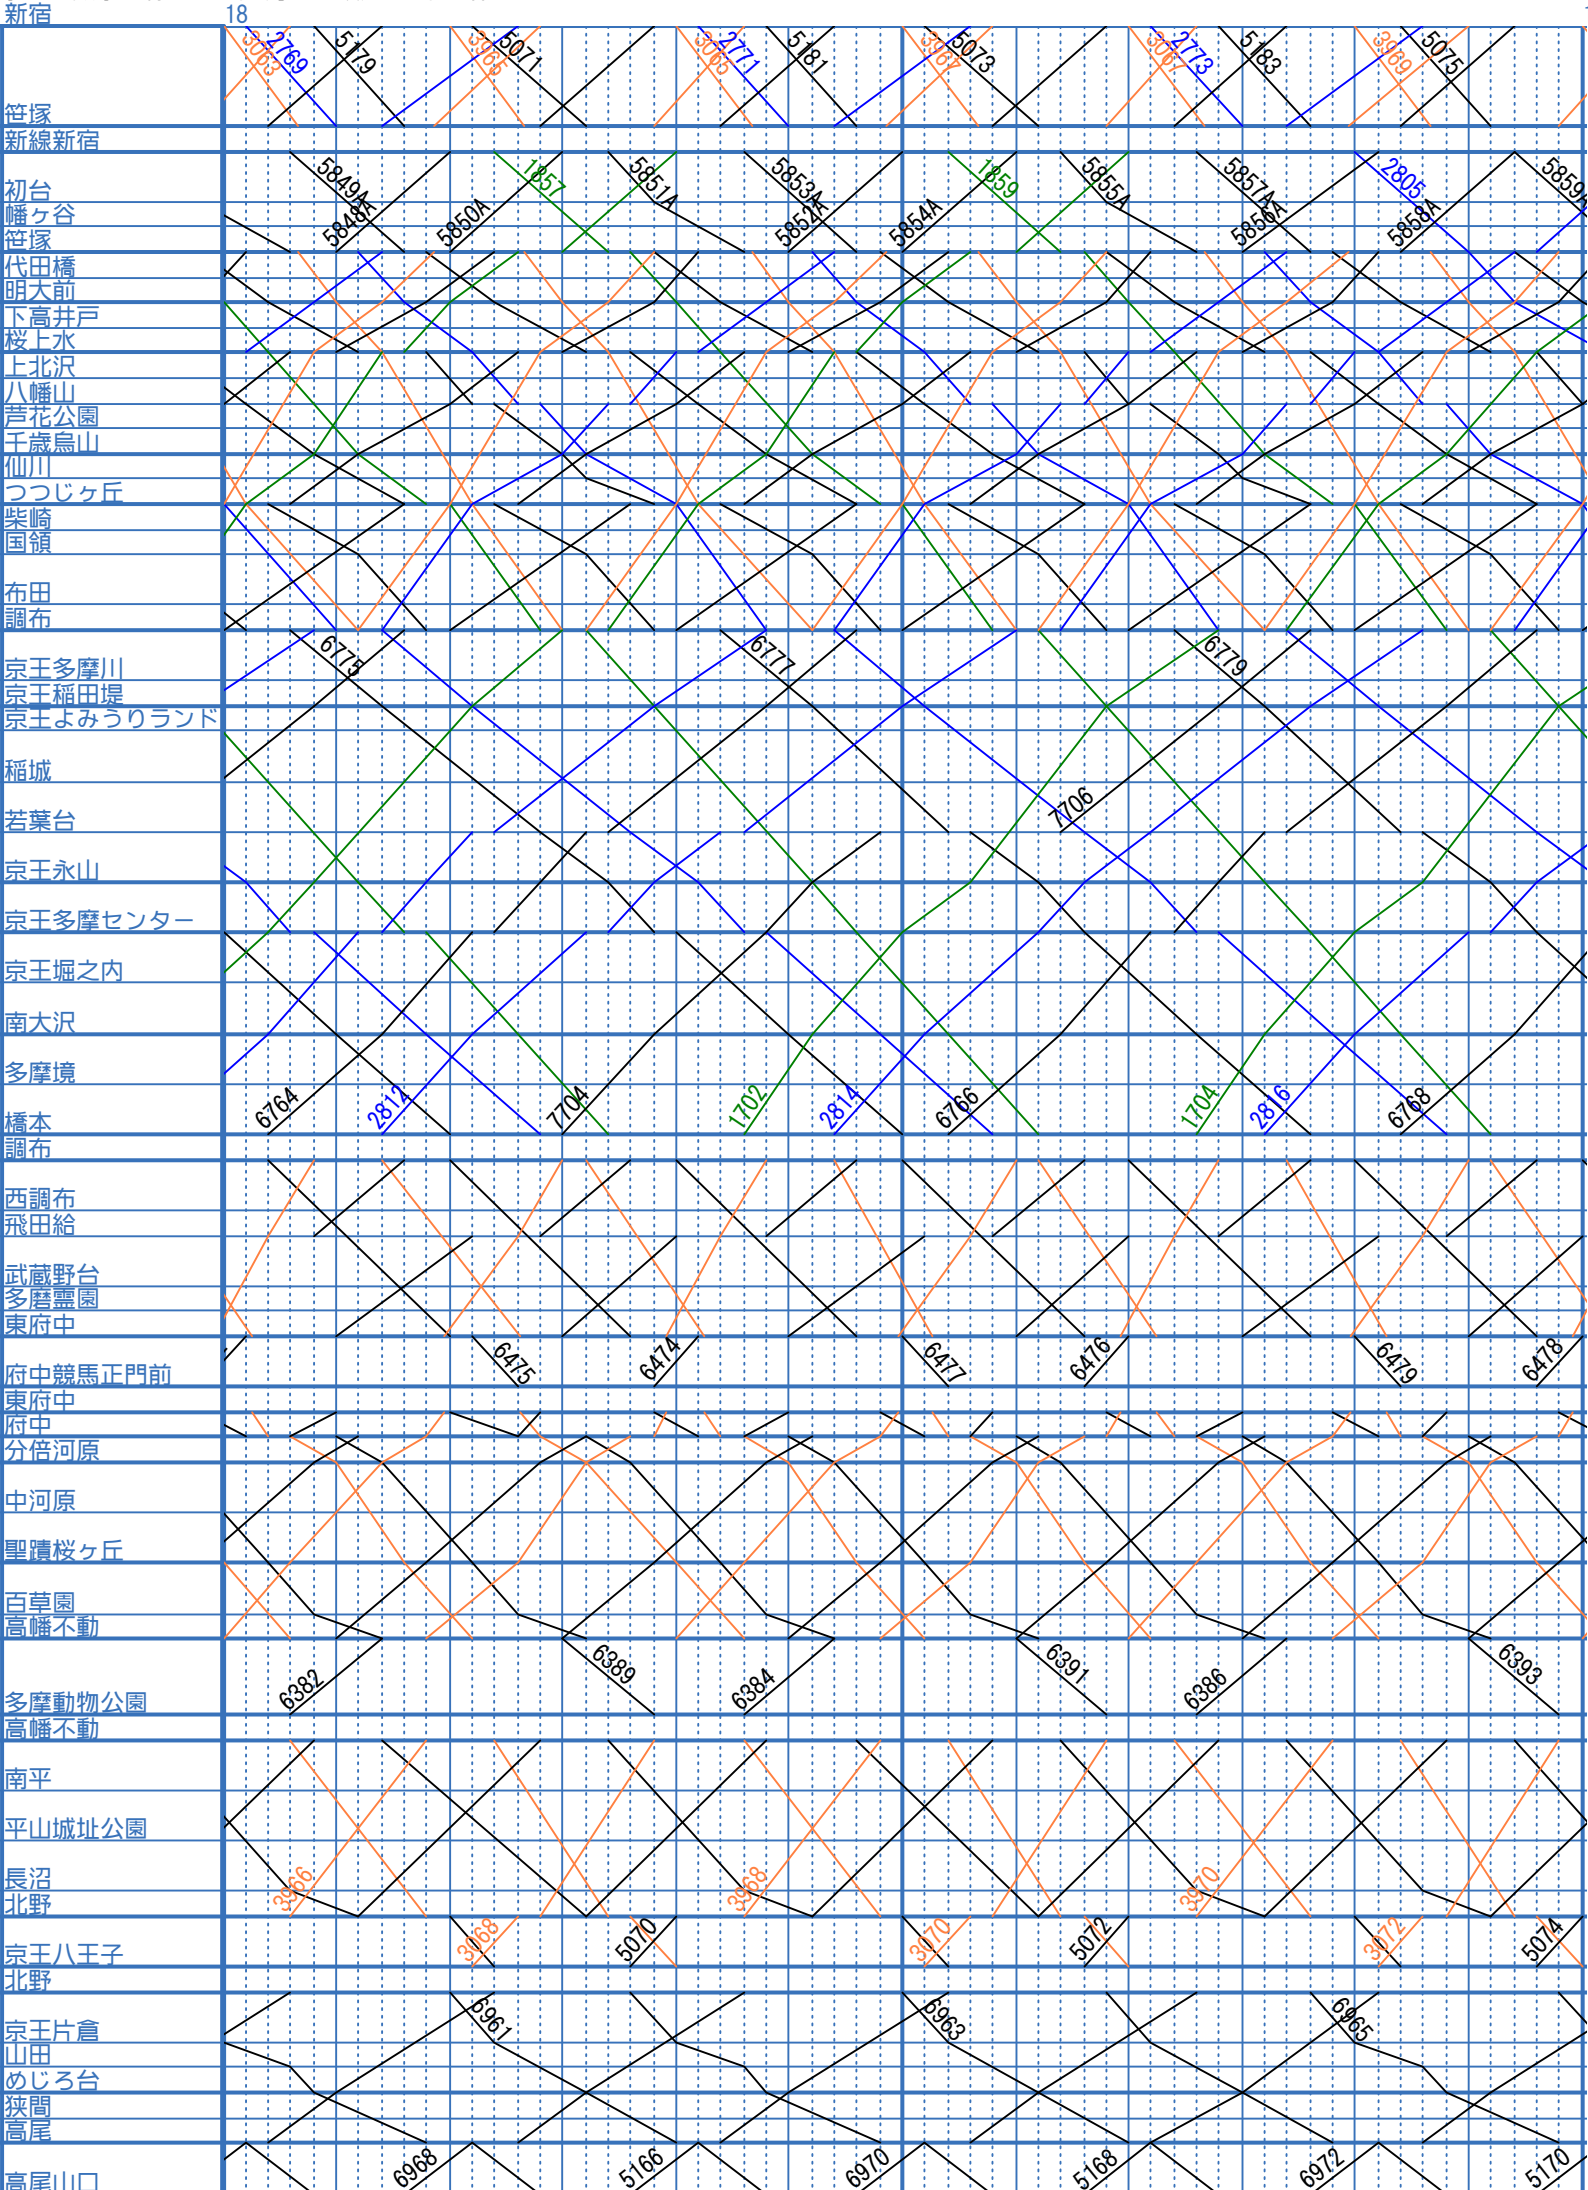 新宿 18
3063 2769 5179 3965 5071 3065 2771 5181 3967 5073 3067 2773 5183 3969 5075
笹塚
新線新宿
5849A 1857 5851A 5853A 1859 5855A 5857A 2805 5859A
初台
幡ヶ谷
5848A 5850A 5852A 5854A 5856A 5858A
笹塚
代田橋
明大前
下高井戸
桜上水
上北沢
八幡山
芦花公園
千歳烏山
仙川
つつじヶ丘
柴崎
国領
布田
調布
6775 6777 6779
京王多摩川
京王稲田堤
京王よみうりランド
稲城
7706
若葉台
京王永山
京王多摩センター
京王堀之内
南大沢
多摩境
6764 2812 7704 1702 2814 6766 1704 2816 6768
橋本
調布
西調布
飛田給
武蔵野台
多磨霊園
東府中
6475 6474 6477 6476 6479 6478
府中競馬正門前
東府中
府中
分倍河原
中河原
聖蹟桜ヶ丘
百草園
高幡不動
6382 6389 6384 6391 6386 6393
多摩動物公園
高幡不動
南平
平山城址公園
長沼
3966 3968 3970
北野
3068 5070 3070 5072 3072 5074
京王八王子
北野
6961 6963 6965
京王片倉
山田
めじろ台
狭間
高尾
6968 5166 6970 5168 6972 5170
高尾山口